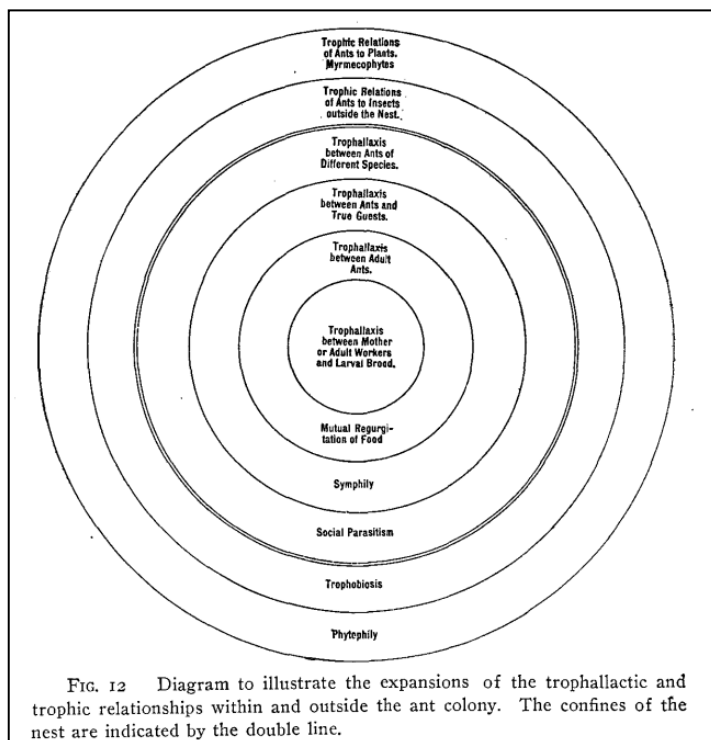 Trophic Relations
of Ants to Plants.
Myrmecophytes
Trophic Relations
of Ants to Insects
outside the Nest.
Trophallaxis
between Ants of
Different Species.
Trophallaxis
between Ants and
True Guests.
Trophallaxis
between Adult
Ants.
Trophallaxis
between Mother
or Adult Workers
and Larval Brood.
Mutual Regurgi-
tation of Food
Symphily
Social Parasitism
Trophobiosis
Phytophily
FIG. 12 Diagram to illustrate the expansions of the trophallactic and
trophic relationships within and outside the ant colony. The confines of the
nest are indicated by the double line.